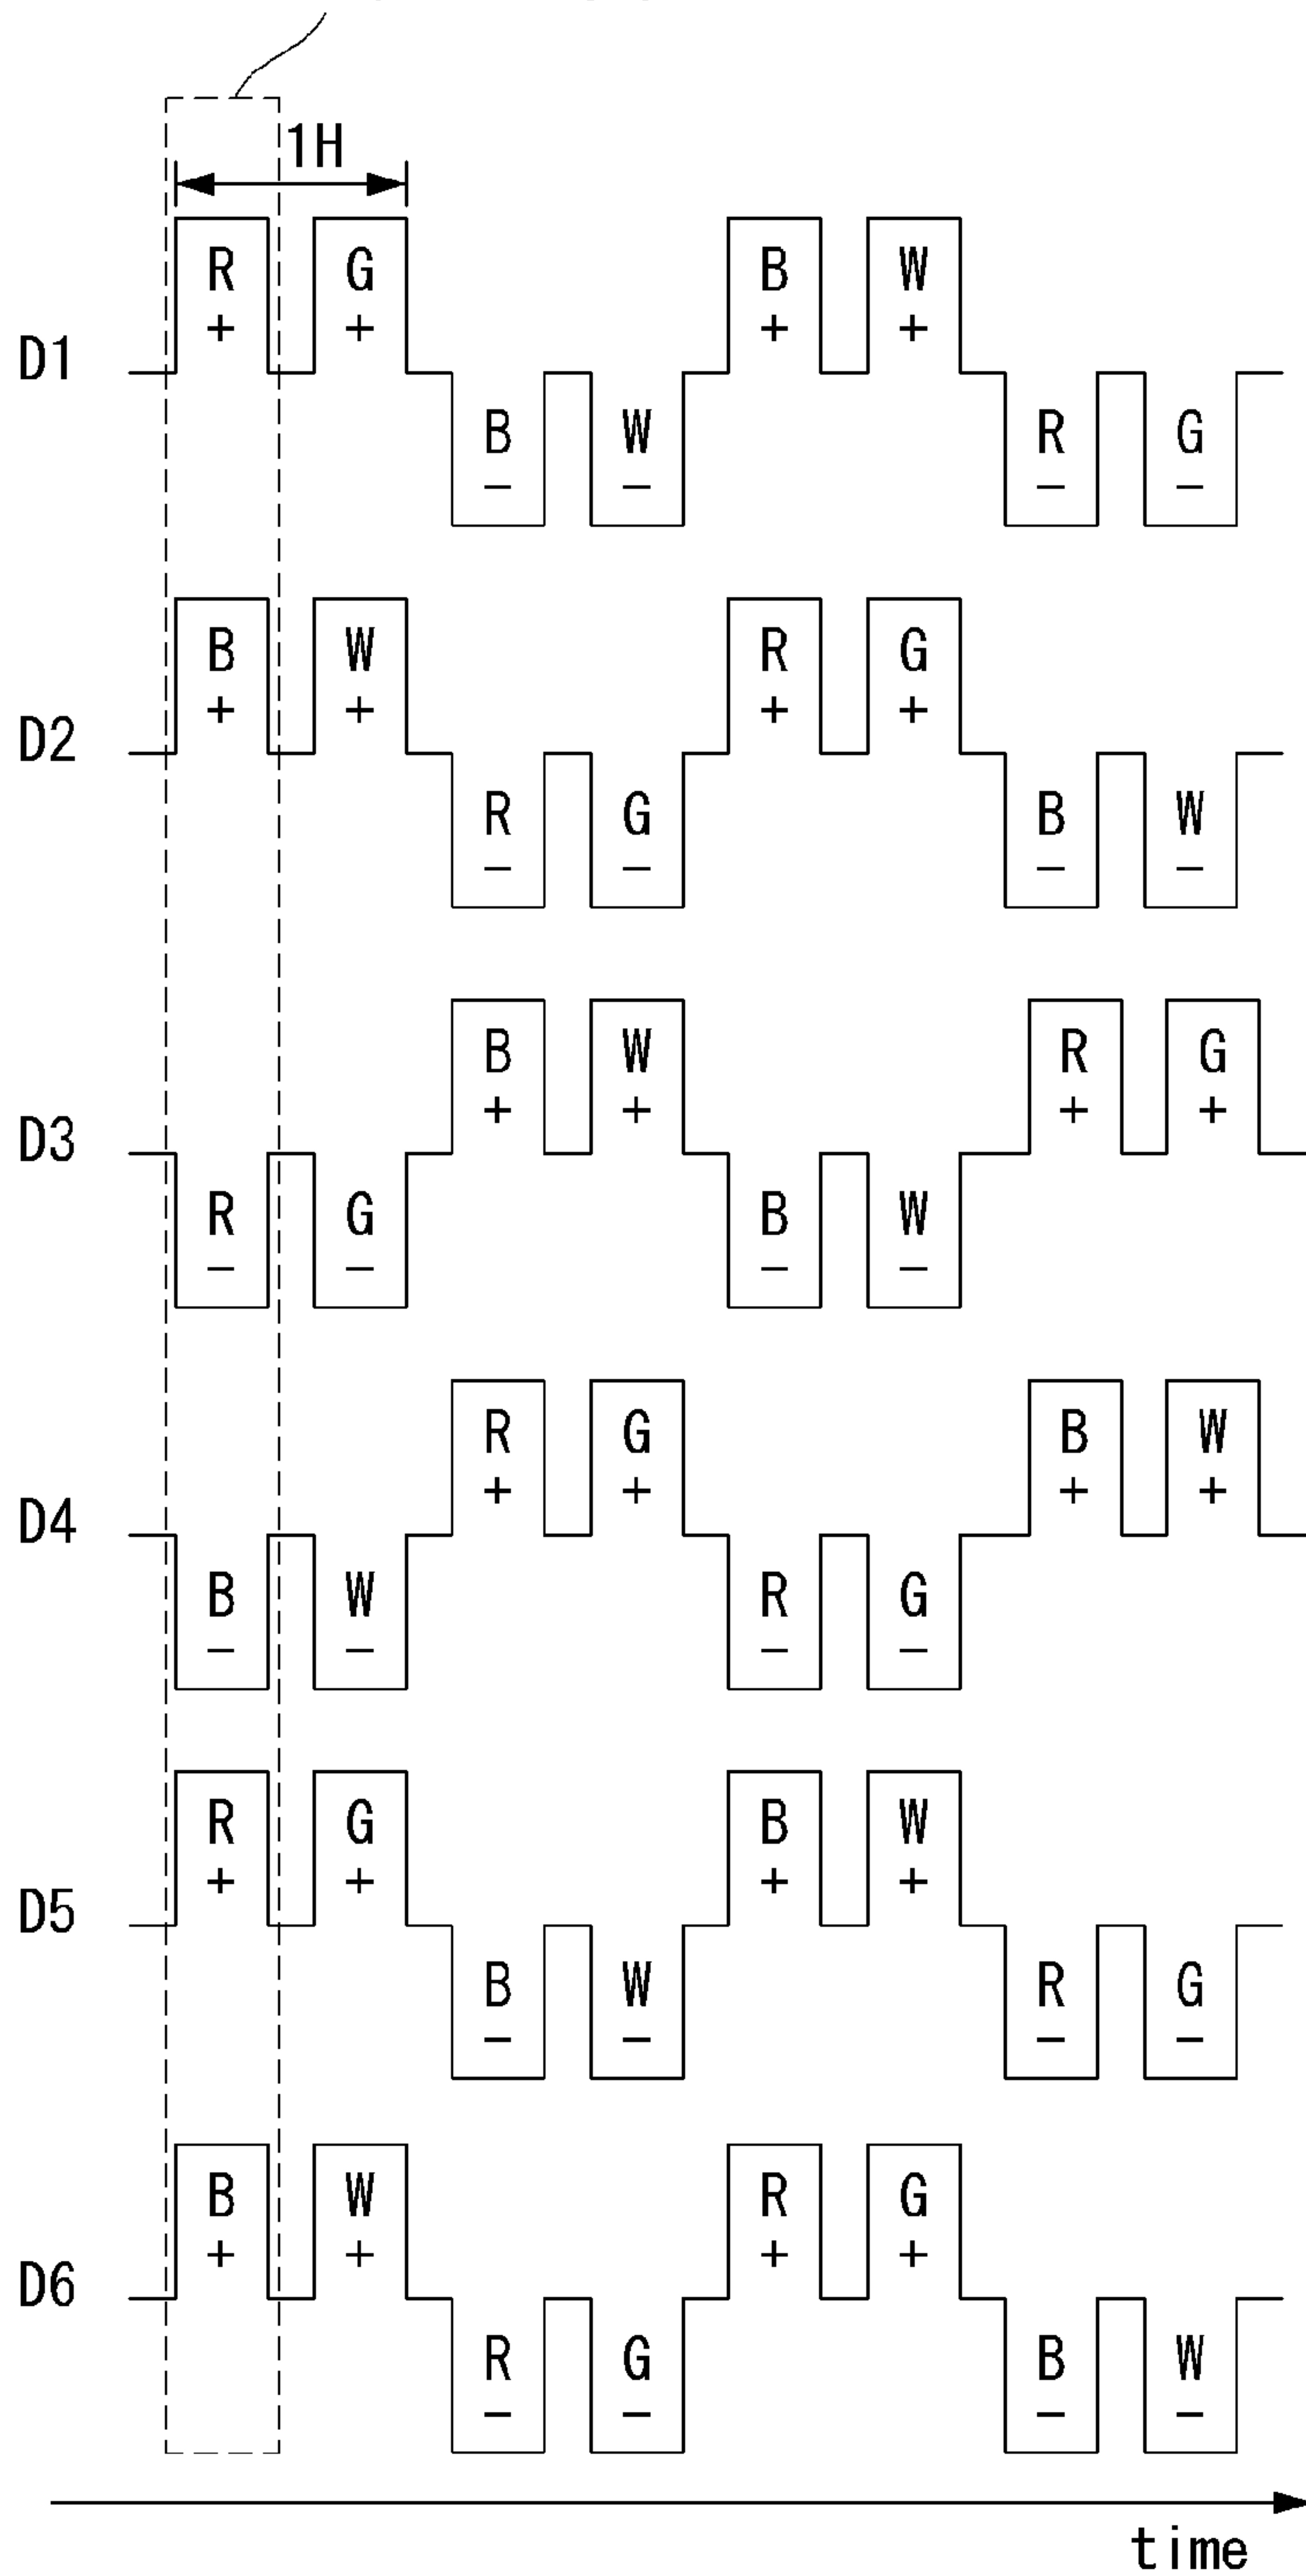 1H
R G B W
+ + + +
D1
B W R G
− − − −
B W R G
+ + + +
D2
R G B W
− − − −
B W R G
+ + + +
D3
R G B W
− − − −
R G B W
+ + + +
D4
B W R G
− − − −
R G B W
+ + + +
D5
B W R G
− − − −
B W R G
+ + + +
D6
R G B W
− − − −
time